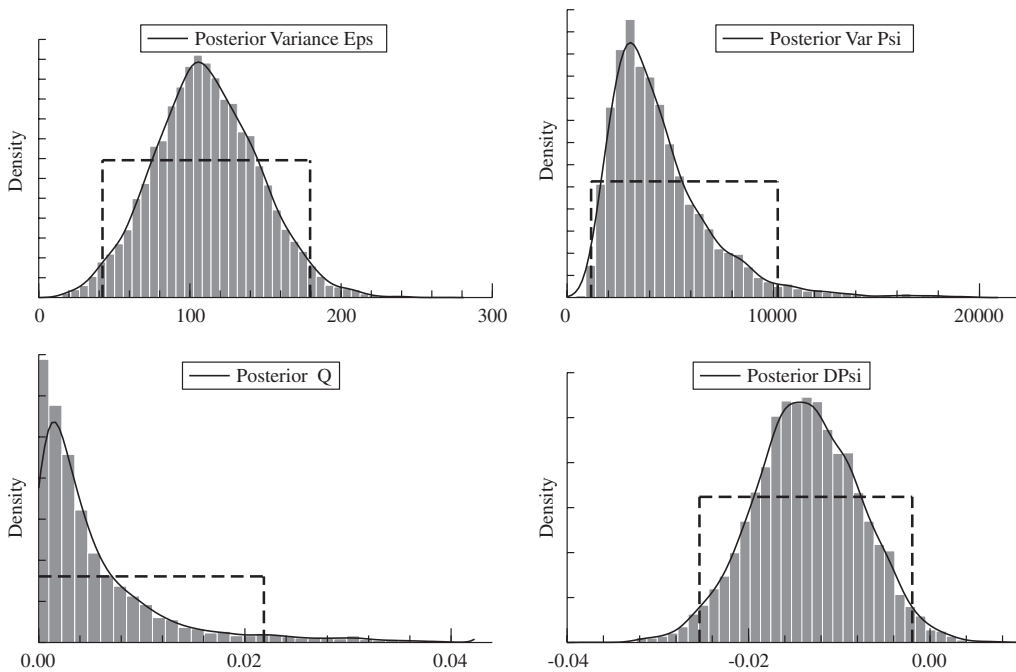 Posterior Variance Eps
Density
0 100 200 300
Posterior Var Psi
Density
0 10000 20000
Posterior Q
Density
0.00 0.02 0.04
Posterior DPsi
Density
-0.04 -0.02 0.00